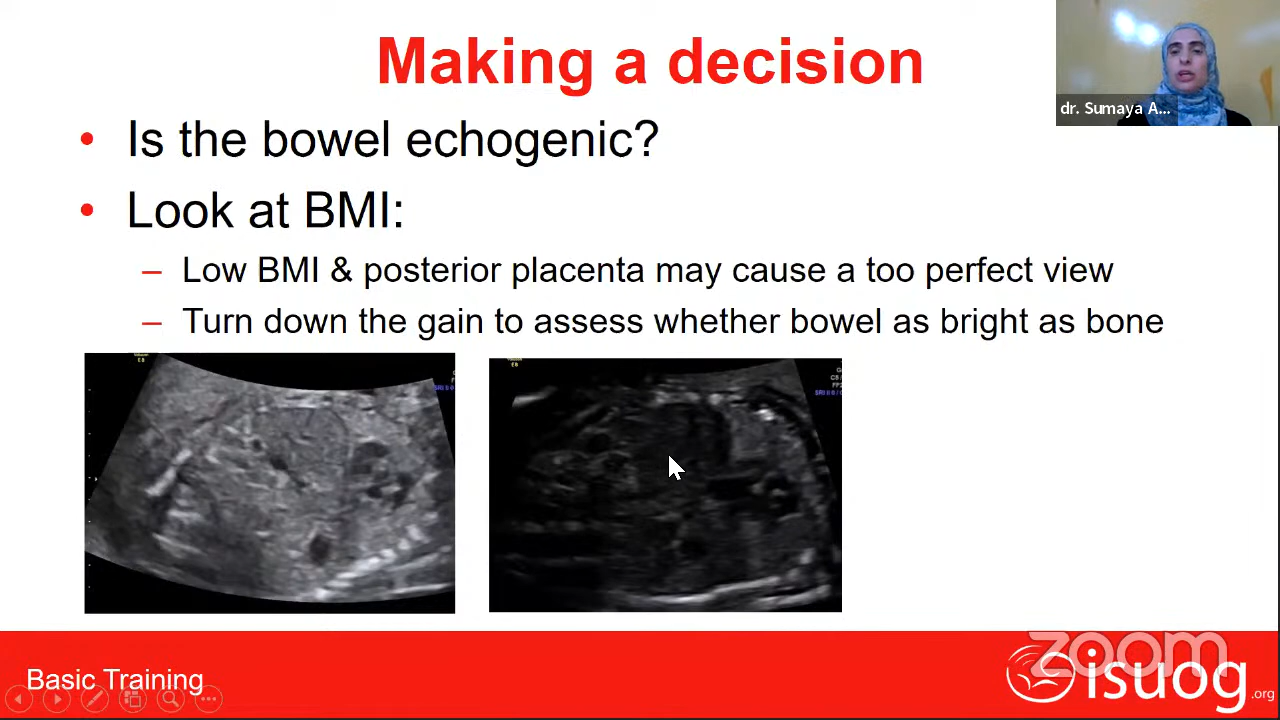 Making a decision
dr. Sumaya A...
• Is the bowel echogenic?
• Look at BMI:
– Low BMI & posterior placenta may cause a too perfect view
– Turn down the gain to assess whether bowel as bright as bone
Basic Training
zoom
isuog.org